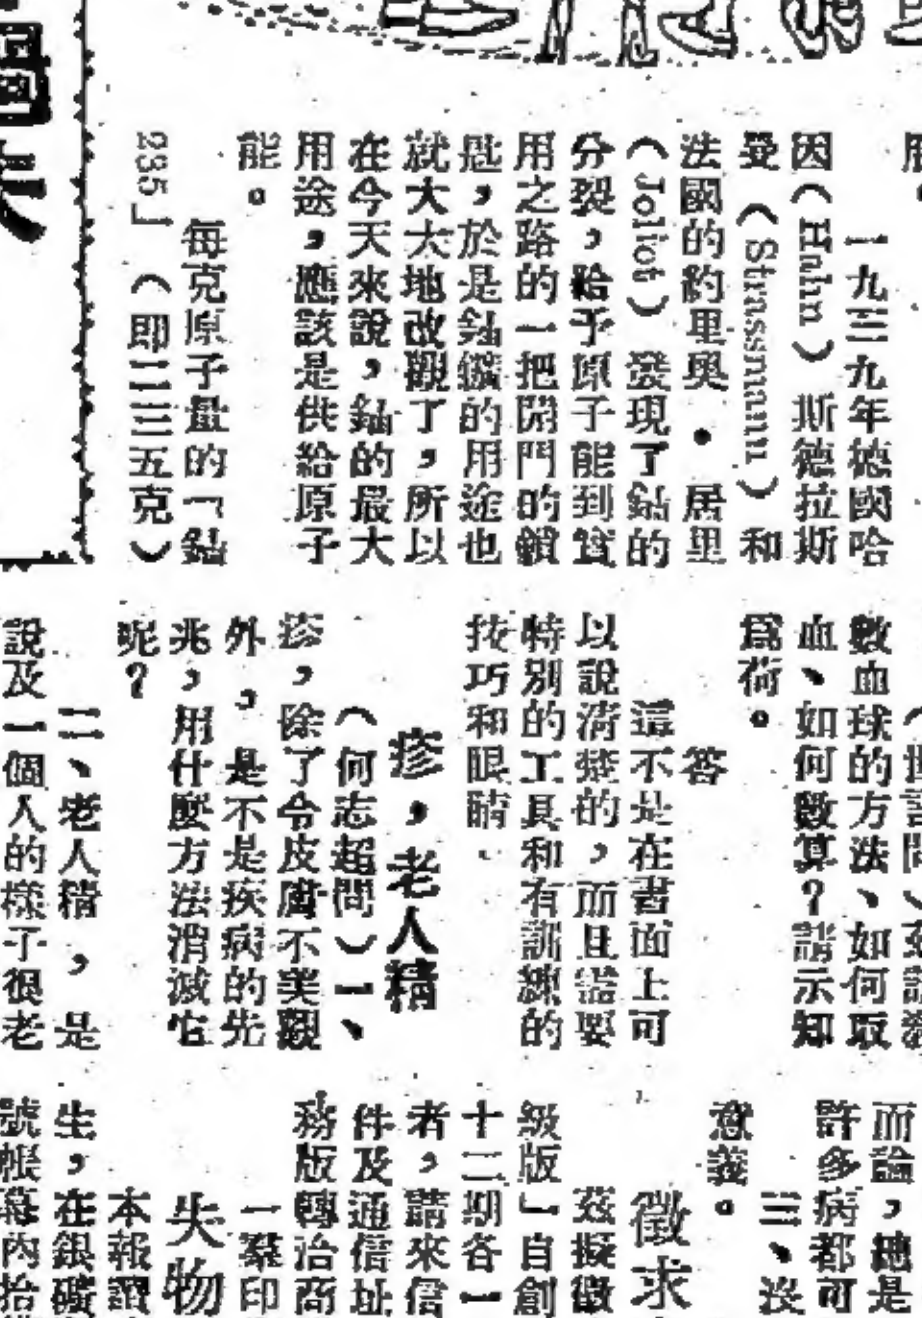 一九三九年德國哈
因（Hahn）斯德拉斯
曼（Strassmann）和
法國的約里奧·居里
（Joliot）發現了鈾的
分裂，給予原子能到實
用之路的一把開門的鎖
匙，於是鈾鑛的用途也
就大大地改觀了，所以
在今天來說，鈾的最大
用途，應該是供給原子
能。
每克原子量的「鈾
235」（即二三五克）
數血球的方法、如何取
血、如何數算？請示知
爲荷。
答
這不是在書面上可
以說清楚的，而且需要
特別的工具和有訓練的
技巧和眼睛。
疹，老人精
（何志超問）一、
疹，除了令皮膚不美觀
外，是不是疾病的先
兆，用什麼方法消滅它
呢？
二、老人精，是
說及一個人的樣子很老
而論，牠是
許多病都可
三、沒
意義。
徵求
茲擬徵
級版」自創
十二期各一
者，請來信
件及通信址
務版轉治商
一羣印
失物
本報讀
生，在銀礦
號帳幕內拾